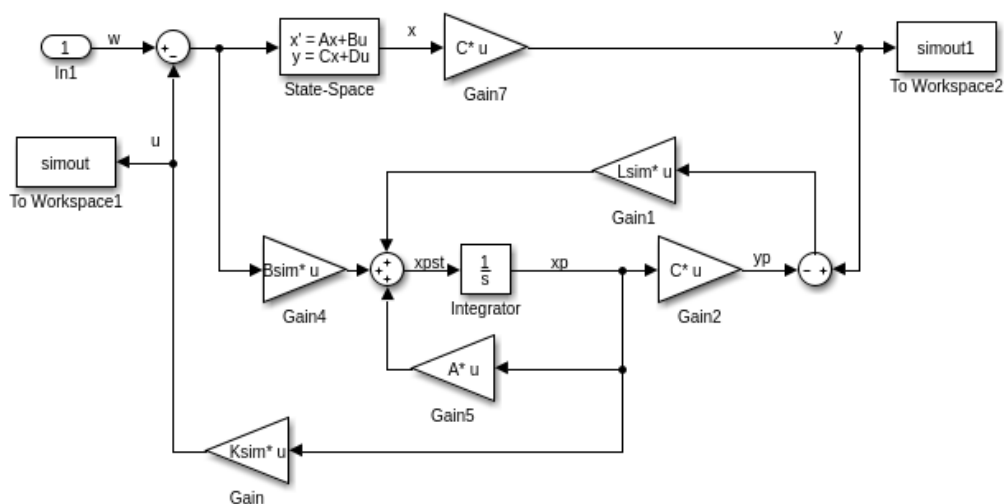 1
In1
w
+
−
x' = Ax+Bu
y = Cx+Du
State-Space
x
C* u
Gain7
y
simout1
To Workspace2
u
simout
To Workspace1
Lsim* u
Gain1
Bsim* u
Gain4
+
+
+
xpst
1
s
Integrator
xp
C* u
Gain2
yp
− +
A* u
Gain5
Ksim* u
Gain